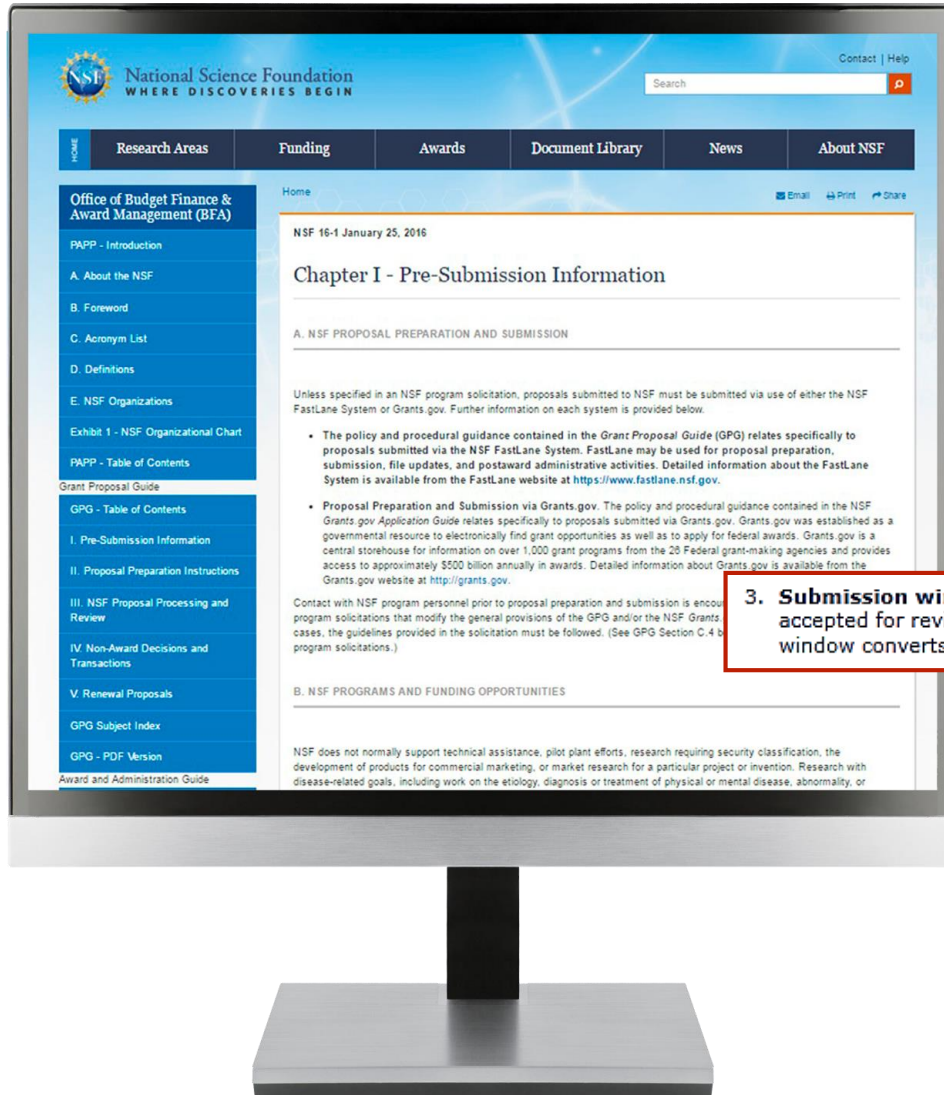 NSF
National Science Foundation
WHERE DISCOVERIES BEGIN
Contact | Help
Search
HOME
Research Areas
Funding
Awards
Document Library
News
About NSF
Office of Budget Finance &
Award Management (BFA)
PAPP - Introduction
A. About the NSF
B. Foreword
C. Acronym List
D. Definitions
E. NSF Organizations
Exhibit 1 - NSF Organizational Chart
PAPP - Table of Contents
Grant Proposal Guide
GPG - Table of Contents
I. Pre-Submission Information
II. Proposal Preparation Instructions
III. NSF Proposal Processing and
Review
IV. Non-Award Decisions and
Transactions
V. Renewal Proposals
GPG Subject Index
GPG - PDF Version
Award and Administration Guide
Home
Email
Print
Share
NSF 16-1 January 25, 2016
Chapter I - Pre-Submission Information
A. NSF PROPOSAL PREPARATION AND SUBMISSION
Unless specified in an NSF program solicitation, proposals submitted to NSF must be submitted via use of either the NSF
FastLane System or Grants.gov. Further information on each system is provided below.
• The policy and procedural guidance contained in the Grant Proposal Guide (GPG) relates specifically to
proposals submitted via the NSF FastLane System. FastLane may be used for proposal preparation,
submission, file updates, and postaward administrative activities. Detailed information about the FastLane
System is available from the FastLane website at https://www.fastlane.nsf.gov.
• Proposal Preparation and Submission via Grants.gov. The policy and procedural guidance contained in the NSF
Grants.gov Application Guide relates specifically to proposals submitted via Grants.gov. Grants.gov was established as a
governmental resource to electronically find grant opportunities as well as to apply for federal awards. Grants.gov is a
central storehouse for information on over 1,000 grant programs from the 26 Federal grant-making agencies and provides
access to approximately $500 billion annually in awards. Detailed information about Grants.gov is available from the
Grants.gov website at http://grants.gov.
Contact with NSF program personnel prior to proposal preparation and submission is
program solicitations that modify the general provisions of the GPG and/or the NSF Grants.
cases, the guidelines provided in the solicitation must be followed. (See GPG Section C.4
program solicitations.)
3. Submission
accepted for
window converts
B. NSF PROGRAMS AND FUNDING OPPORTUNITIES
NSF does not normally support technical assistance, pilot plant efforts, research requiring security classification, the
development of products for commercial marketing, or market research for a particular project or invention. Research with
disease-related goals, including work on the etiology, diagnosis or treatment of physical or mental disease, abnormality, or